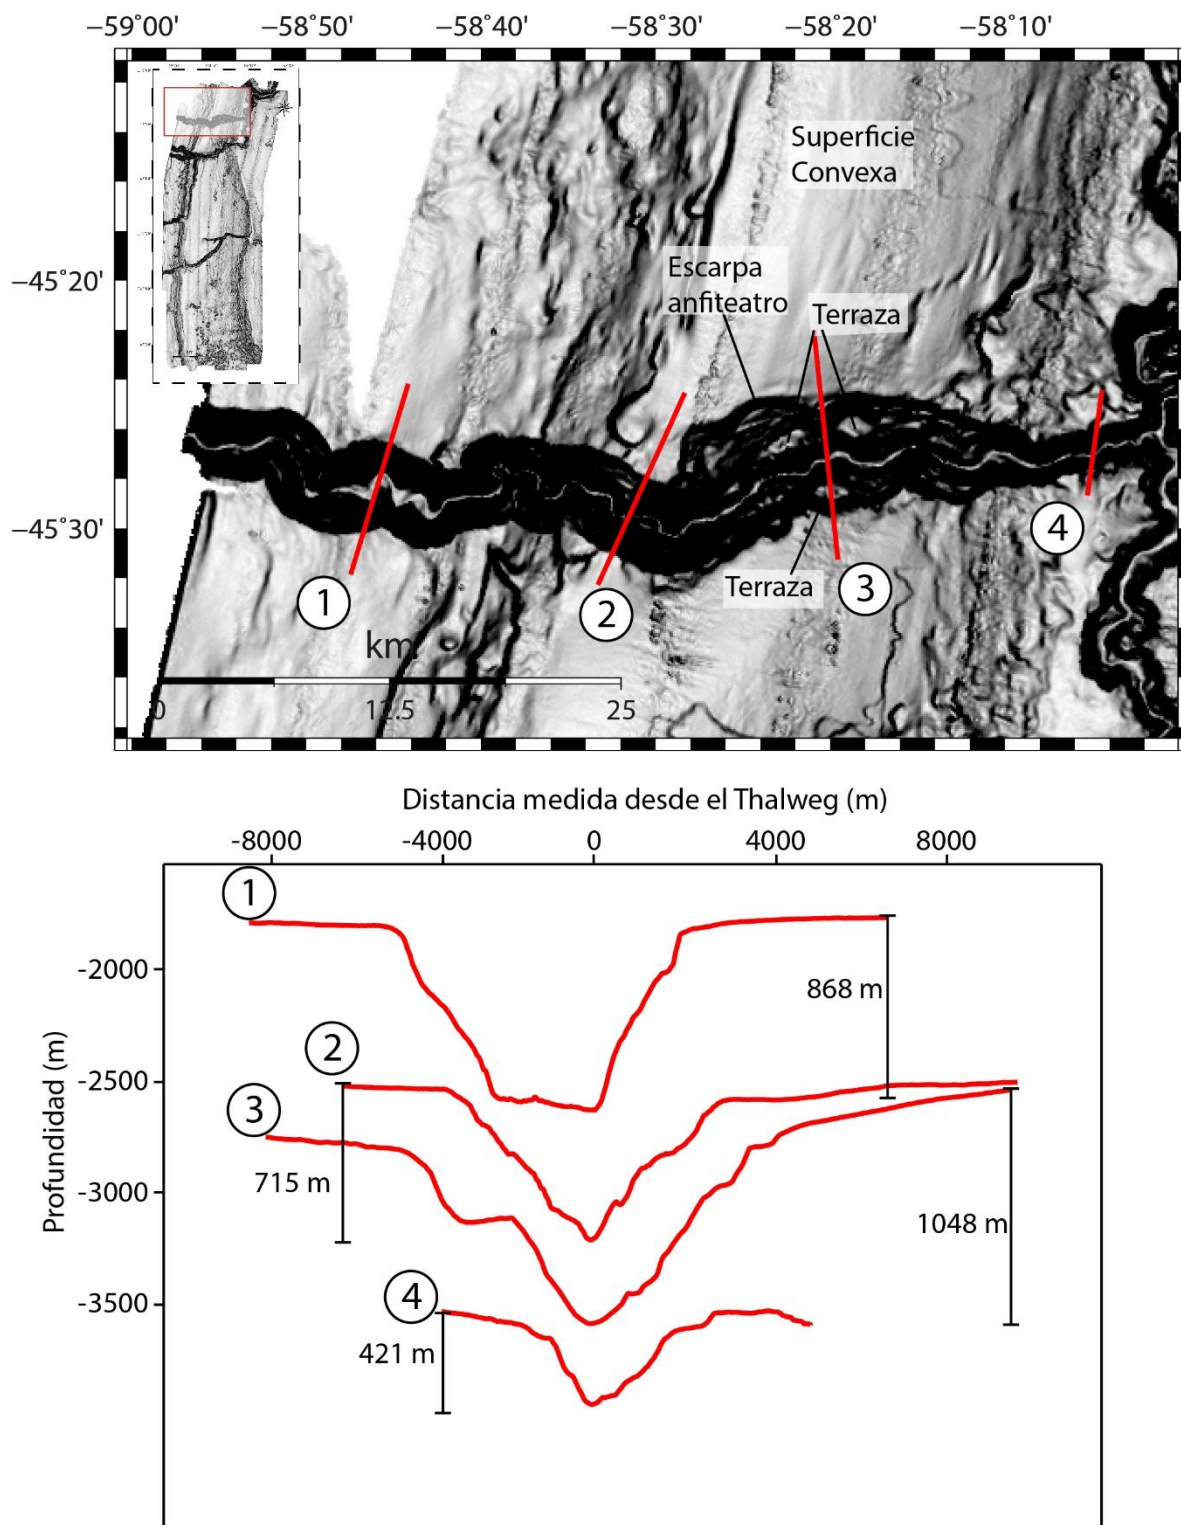 −59°00' −58°50' −58°40' −58°30' −58°20' −58°10'
Superficie
Convexa
−45°20'
Escarpa
anfiteatro
Terraza
−45°30'
4
Terraza
1
2
3
km
0 12.5 25
Distancia medida desde el Thalweg (m)
-8000 -4000 0 4000 8000
1
-2000
868 m
2
-2500
3
715 m
Profundidad (m)
-3000
1048 m
4
-3500
421 m